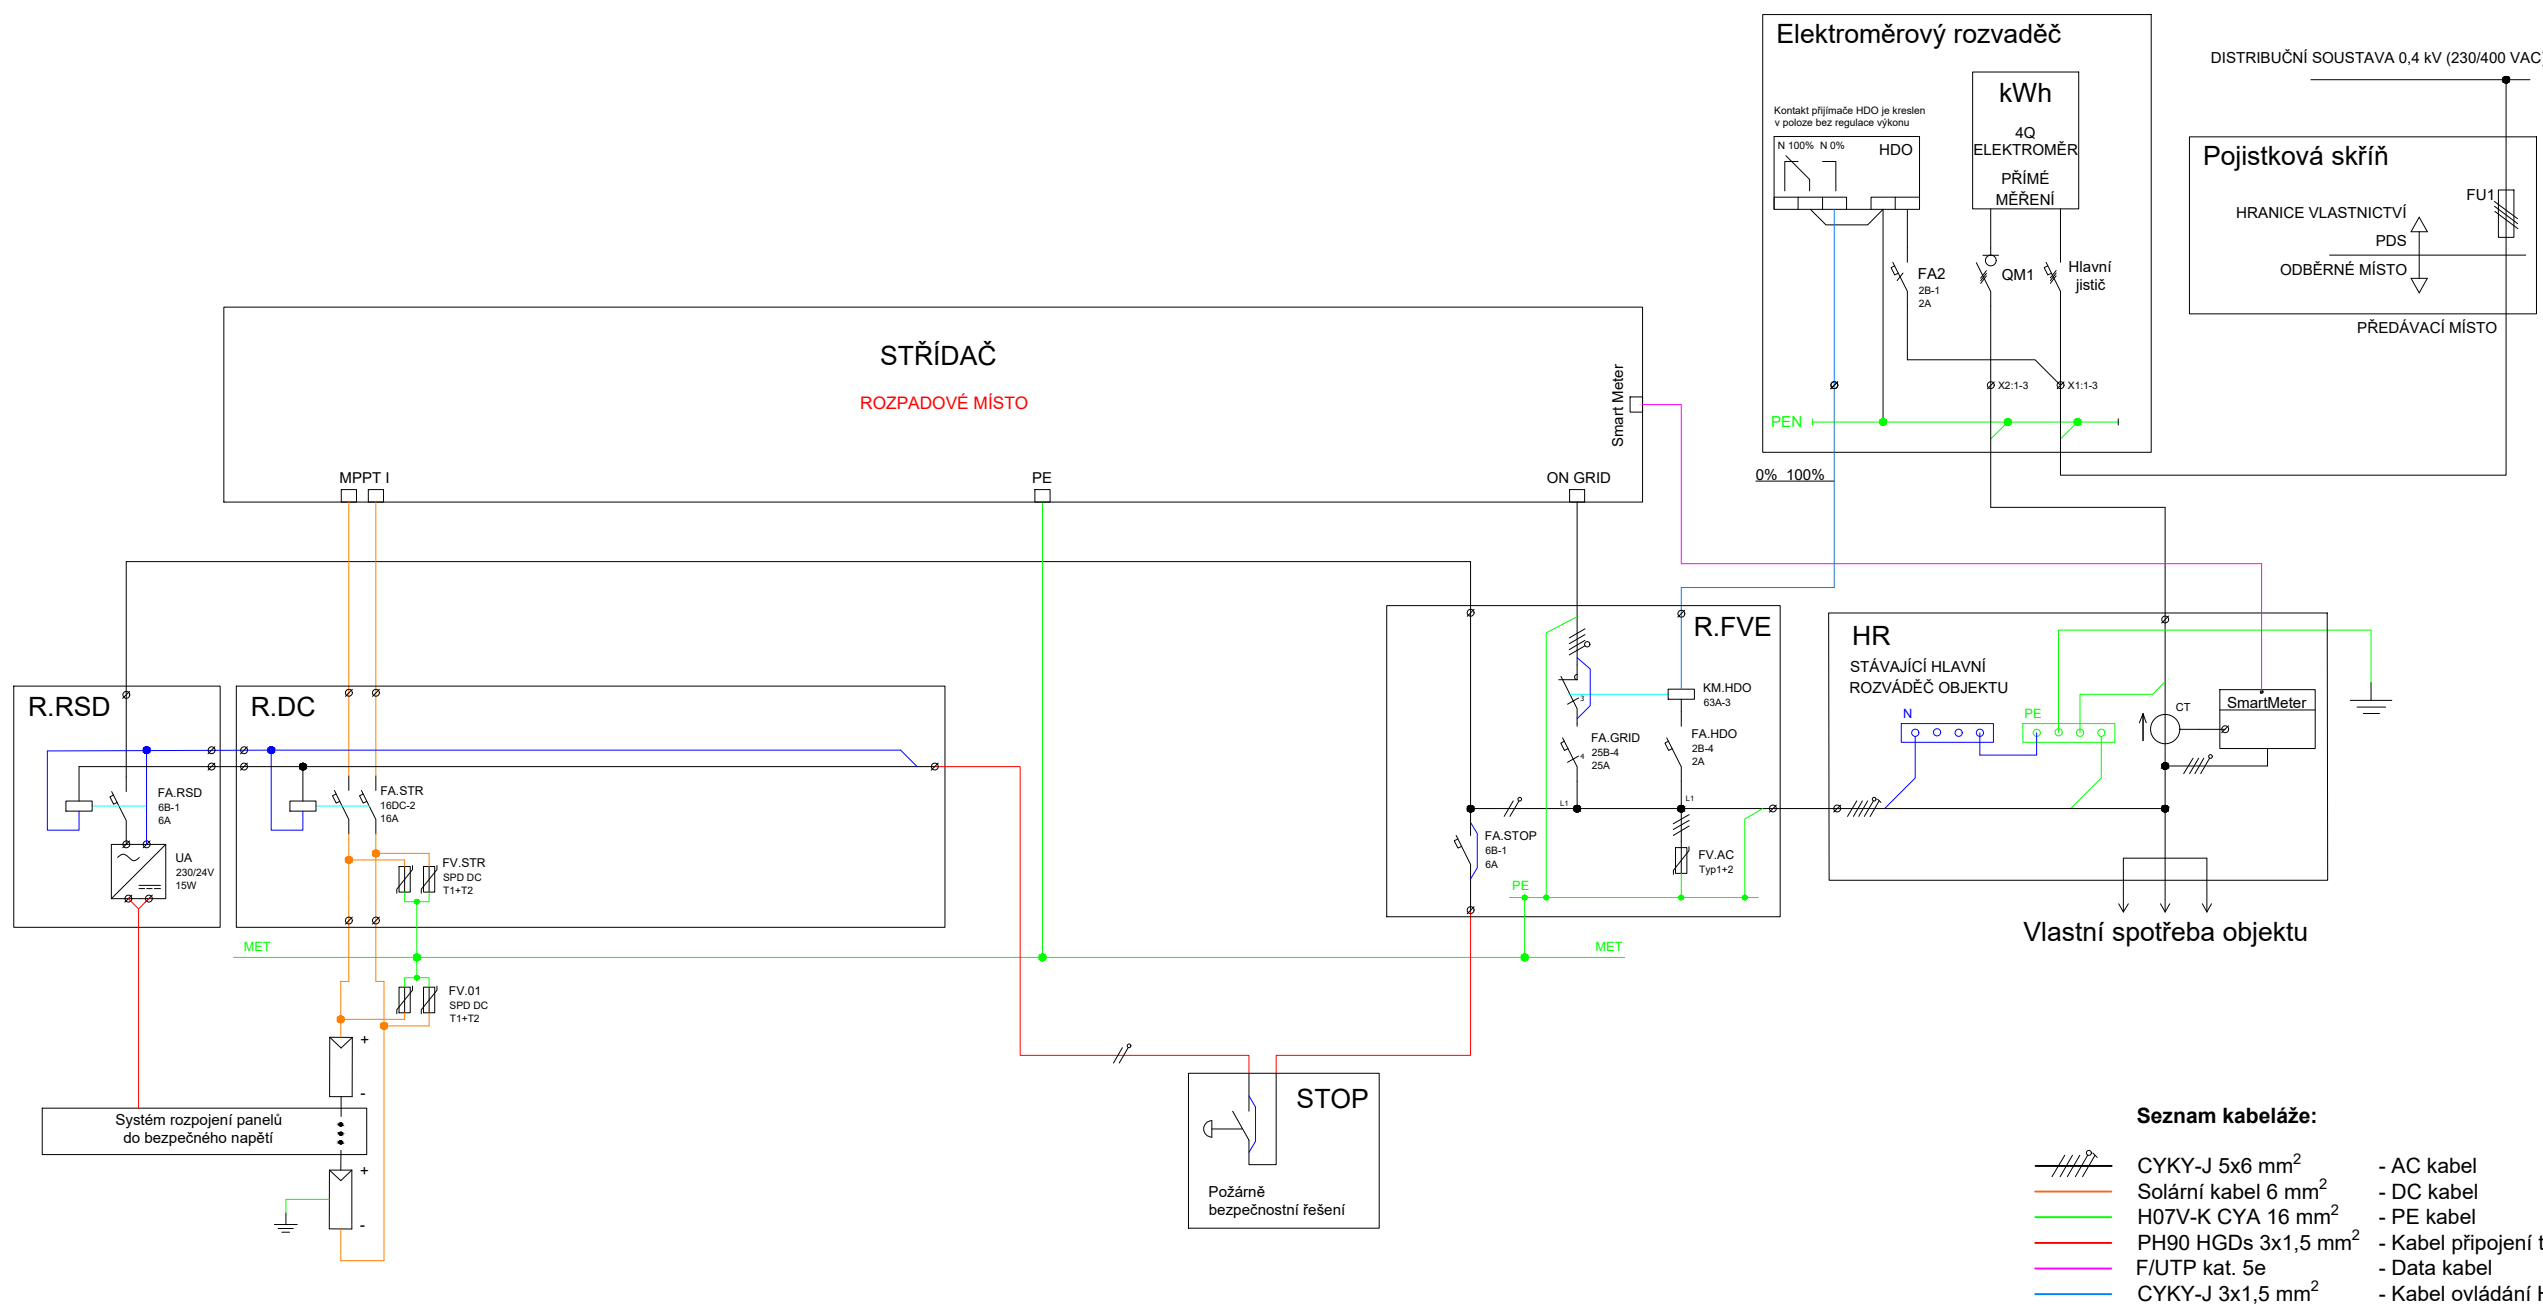 Elektroměrový rozvaděč
DISTRIBUČNÍ SOUSTAVA 0,4 kV (230/400 VAC)
Kontakt přijímače HDO je kreslen
v poloze bez regulace výkonu
N 100% N 0%
HDO
kWh
4Q
ELEKTROMĚR
PŘÍMÉ
MĚŘENÍ
FA2
2B-1
2A
QM1
Hlavní
jistič
X2:1-3
X1:1-3
PEN
0% 100%
Pojistková skříň
FU1
HRANICE VLASTNICTVÍ
PDS
ODBĚRNÉ MÍSTO
PŘEDÁVACÍ MÍSTO
STŘÍDAČ
ROZPADOVÉ MÍSTO
Smart Meter
MPPT I
PE
ON GRID
R.RSD
FA.RSD
6B-1
6A
UA
230/24V
15W
R.DC
FA.STR
16DC-2
16A
FV.STR
SPD DC
T1+T2
MET
MET
FV.01
SPD DC
T1+T2
+
-
Systém rozpojení panelů
do bezpečného napětí
+
-
R.FVE
3
KM.HDO
63A-3
FA.GRID
25B-4
25A
4
FA.HDO
2B-4
2A
L1
L1
FA.STOP
6B-1
6A
FV.AC
Typ1+2
PE
HR
STÁVAJÍCÍ HLAVNÍ
ROZVÁDĚČ OBJEKTU
N
PE
CT
SmartMeter
Vlastní spotřeba objektu
STOP
Požárně
bezpečnostní řešení
Seznam kabeláže:
CYKY-J 5x6 mm² - AC kabel
Solární kabel 6 mm² - DC kabel
H07V-K CYA 16 mm² - PE kabel
PH90 HGDs 3x1,5 mm² - Kabel připojení t
F/UTP kat. 5e - Data kabel
CYKY-J 3x1,5 mm² - Kabel ovládání H